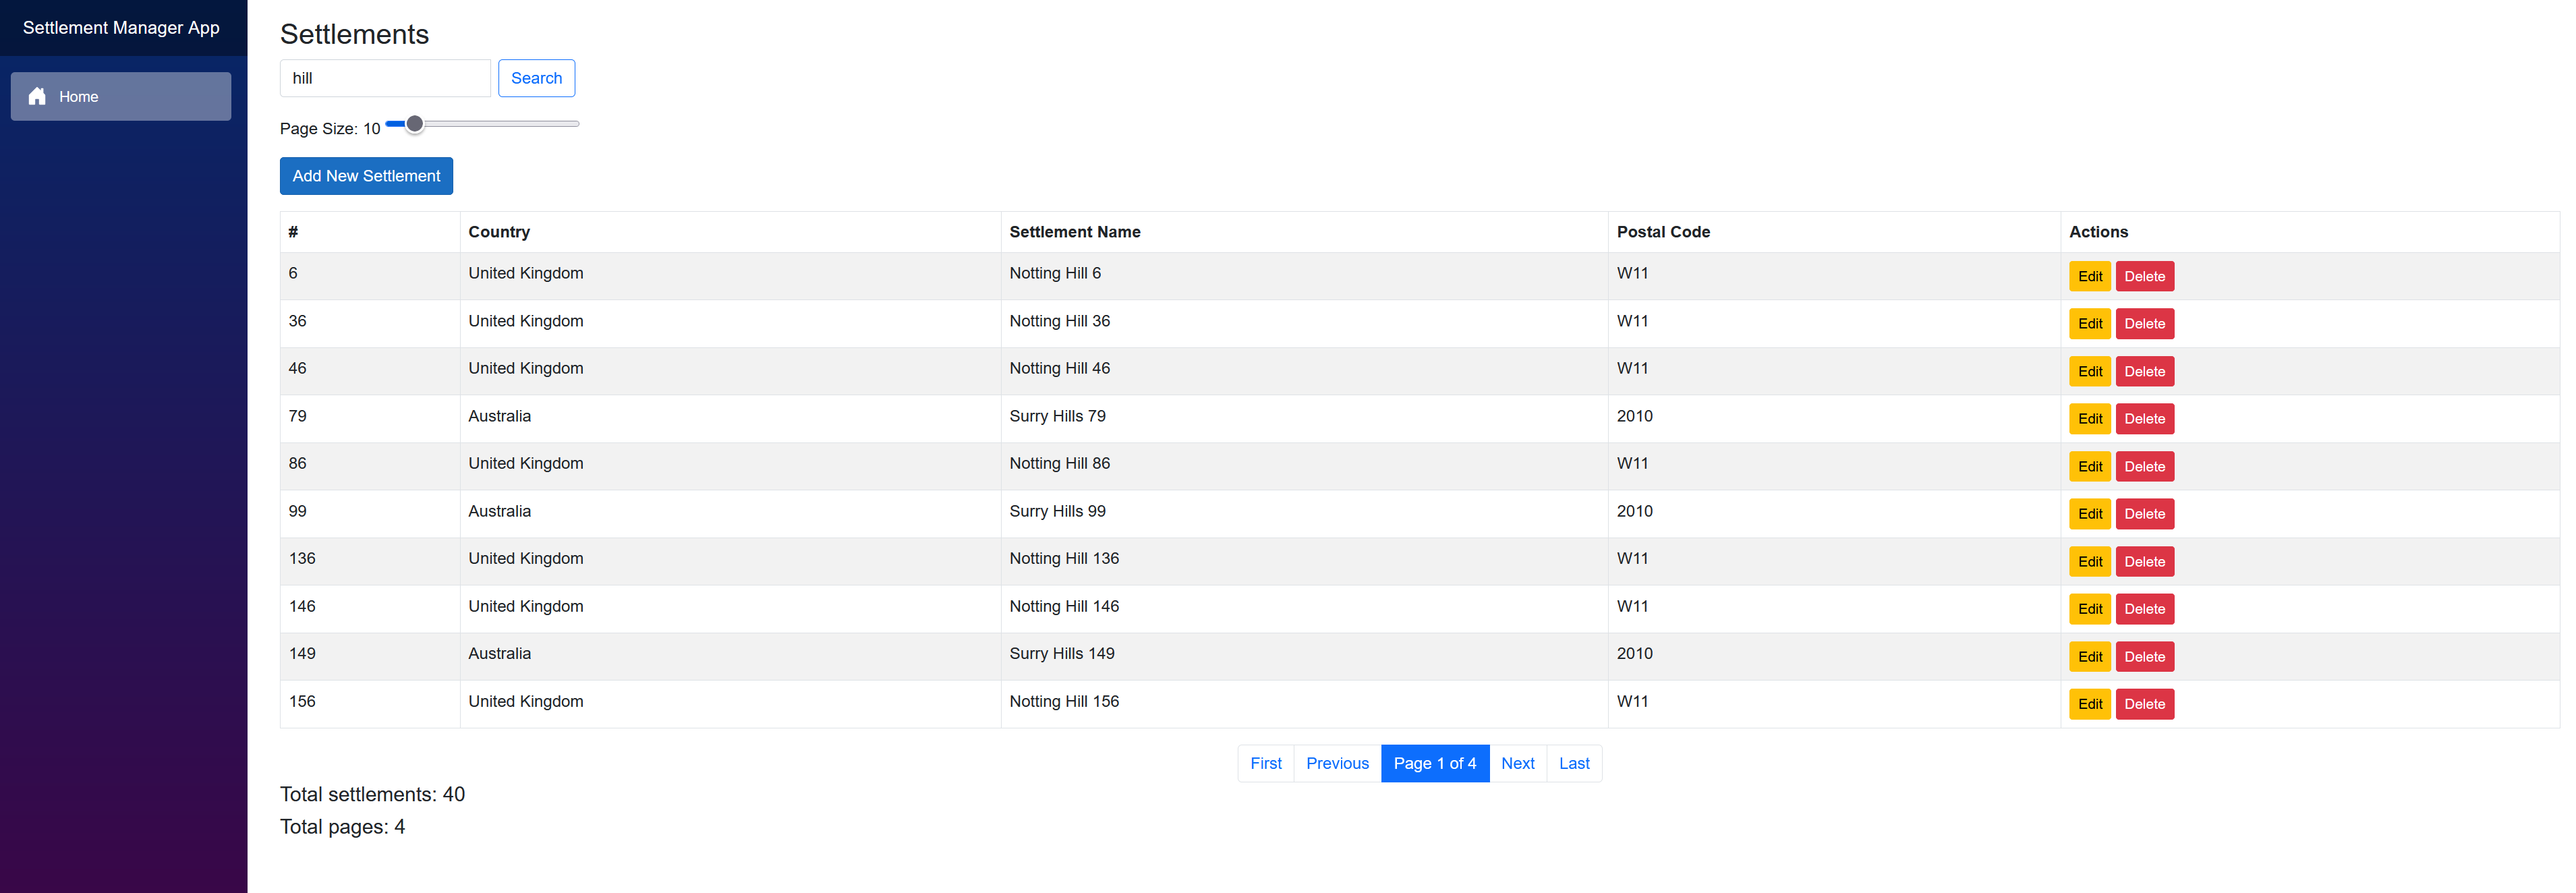 Settlement Manager App
Home
Settlements
hill
Search
Page Size: 10
Add New Settlement
# Country Settlement Name Postal Code Actions
6 United Kingdom Notting Hill 6 W11 Edit Delete
36 United Kingdom Notting Hill 36 W11 Edit Delete
46 United Kingdom Notting Hill 46 W11 Edit Delete
79 Australia Surry Hills 79 2010 Edit Delete
86 United Kingdom Notting Hill 86 W11 Edit Delete
99 Australia Surry Hills 99 2010 Edit Delete
136 United Kingdom Notting Hill 136 W11 Edit Delete
146 United Kingdom Notting Hill 146 W11 Edit Delete
149 Australia Surry Hills 149 2010 Edit Delete
156 United Kingdom Notting Hill 156 W11 Edit Delete
First Previous Page 1 of 4 Next Last
Total settlements: 40
Total pages: 4